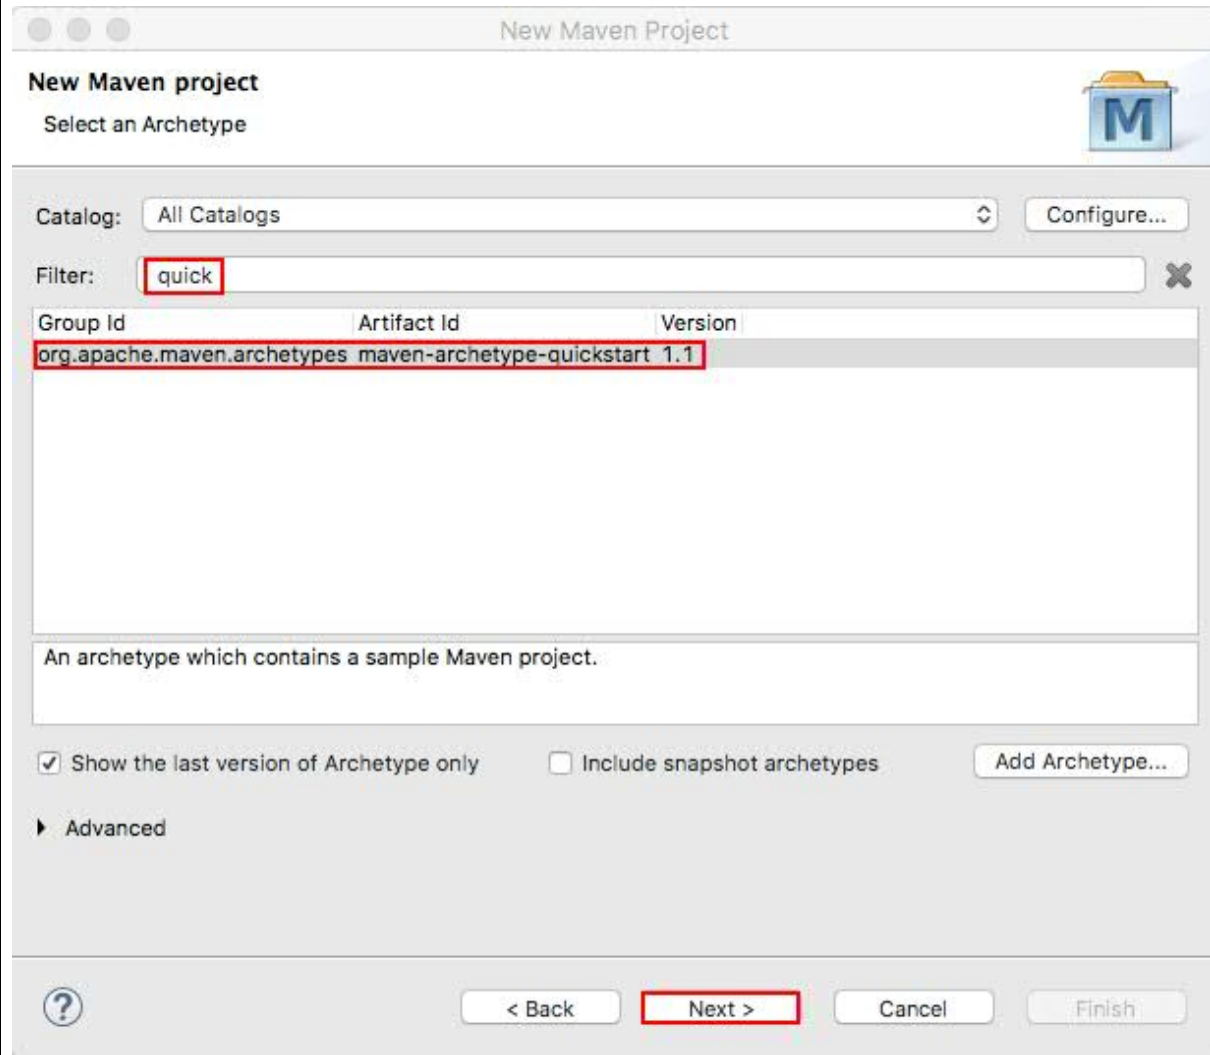 New Maven Project
New Maven project
Select an Archetype
M
Catalog: All Catalogs Configure...
Filter: quick
Group Id Artifact Id Version
org.apache.maven.archetypes maven-archetype-quickstart 1.1
An archetype which contains a sample Maven project.
Show the last version of Archetype only Include snapshot archetypes Add Archetype...
Advanced
? < Back Next > Cancel Finish